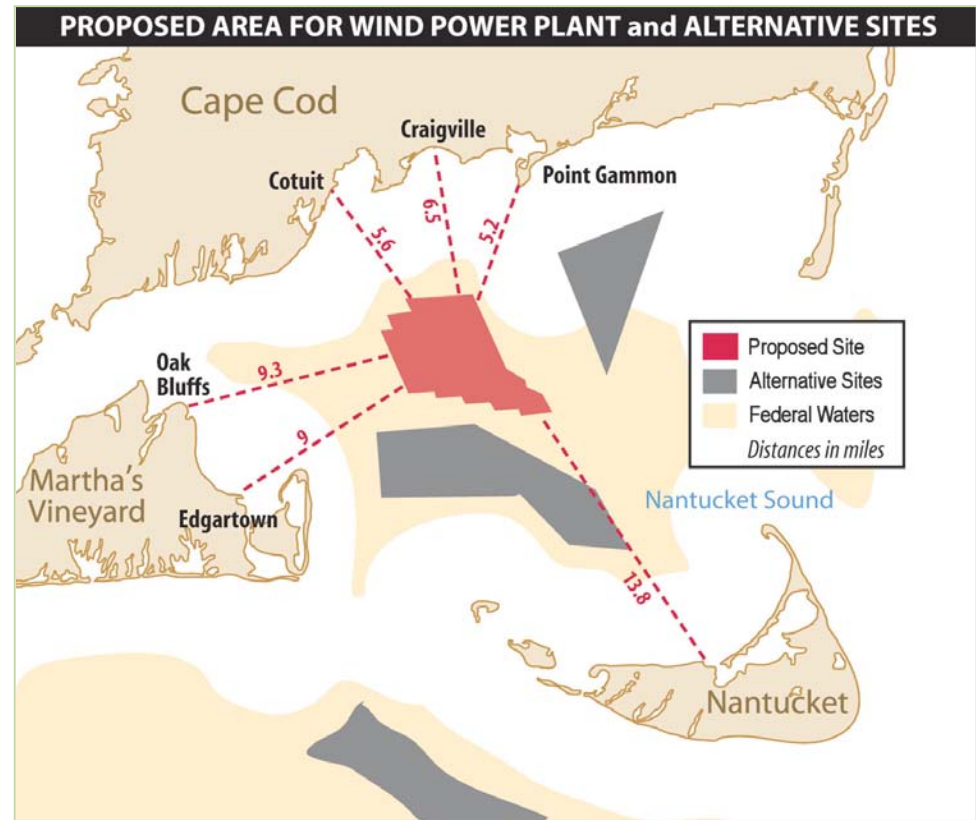 PROPOSED AREA FOR WIND POWER PLANT and ALTERNATIVE SITES
Cape Cod
Craigville
Cotuit
Point Gammon
5.6
6.5
5.2
Proposed Site
Alternative Sites
Federal Waters
Distances in miles
Oak
Bluffs
9.3
9
Martha's
Vineyard
Edgartown
Nantucket Sound
13.8
Nantucket